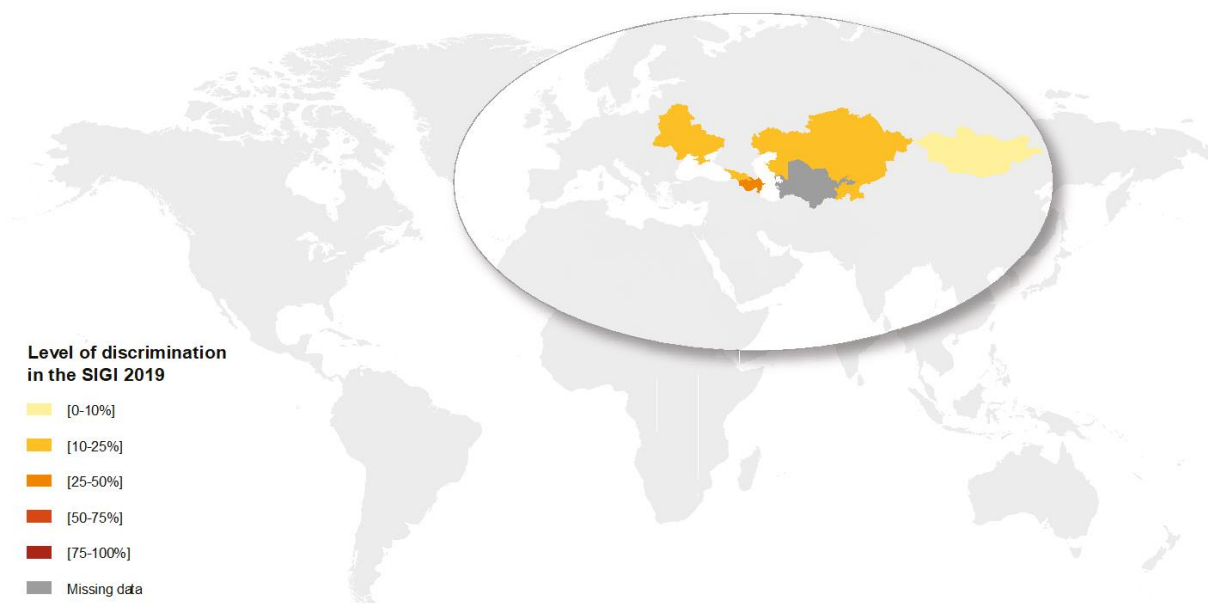 Level of discrimination
in the SIGI 2019
[0-10%]
[10-25%]
[25-50%]
[50-75%]
[75-100%]
Missing data